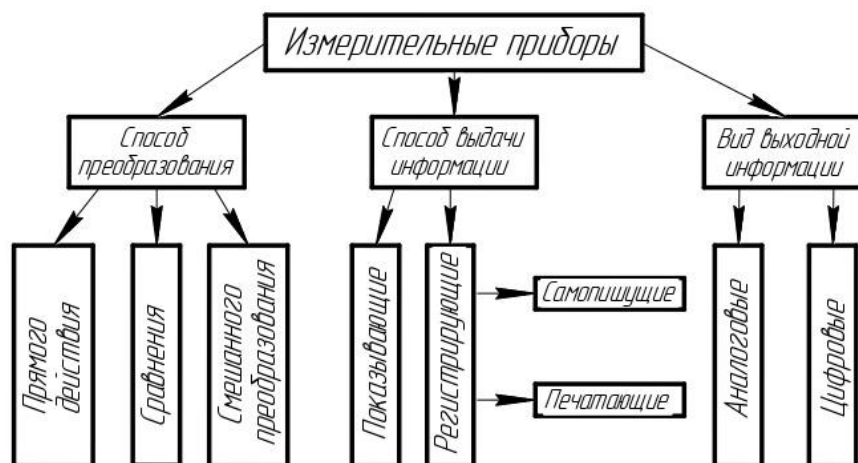 Измерительные приборы
Способ
преобразования
Способ выдачи
информации
Вид выходной
информации
Прямого
действия
Сравнения
Смешанного
преобразования
Показывающие
Регистрирующие
Самопишущие
Печатающие
Аналоговые
Цифровые